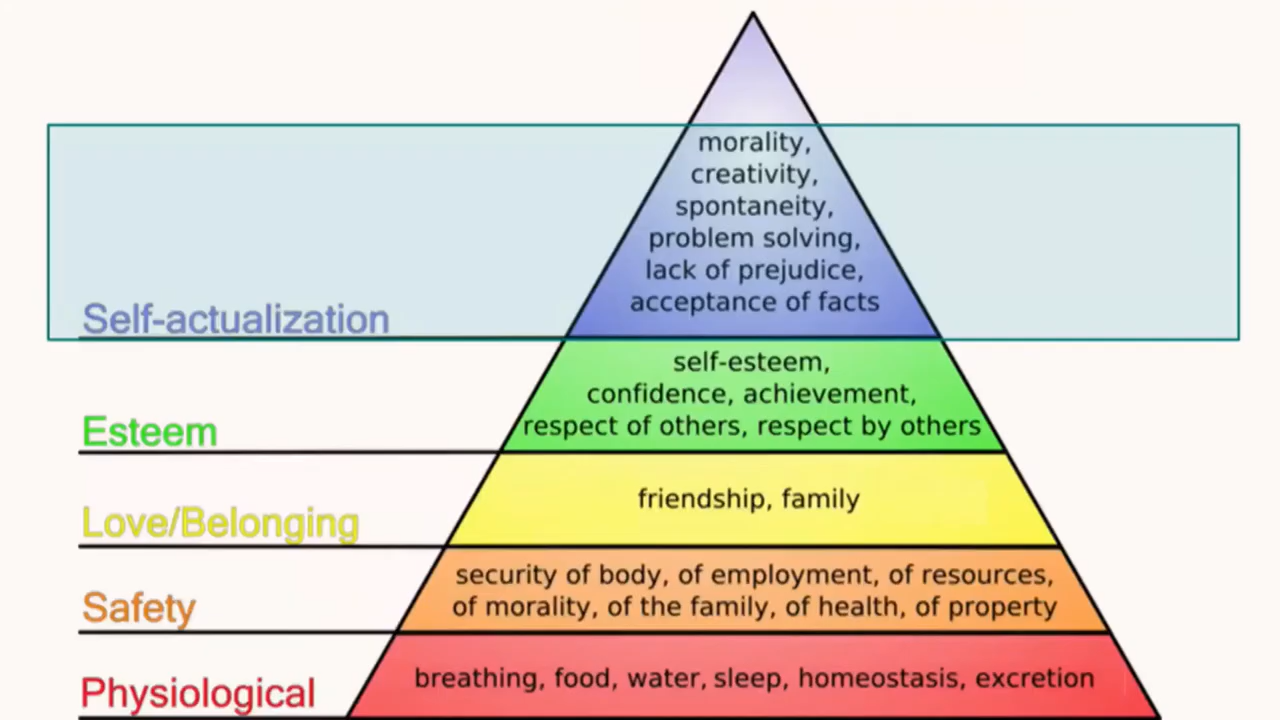 morality,
creativity,
spontaneity,
problem solving,
lack of prejudice,
acceptance of facts
Self-actualization
self-esteem,
confidence, achievement,
respect of others, respect by others
Esteem
friendship, family
Love/Belonging
security of body, of employment, of resources,
of morality, of the family, of health, of property
Safety
breathing, food, water, sleep, homeostasis, excretion
Physiological